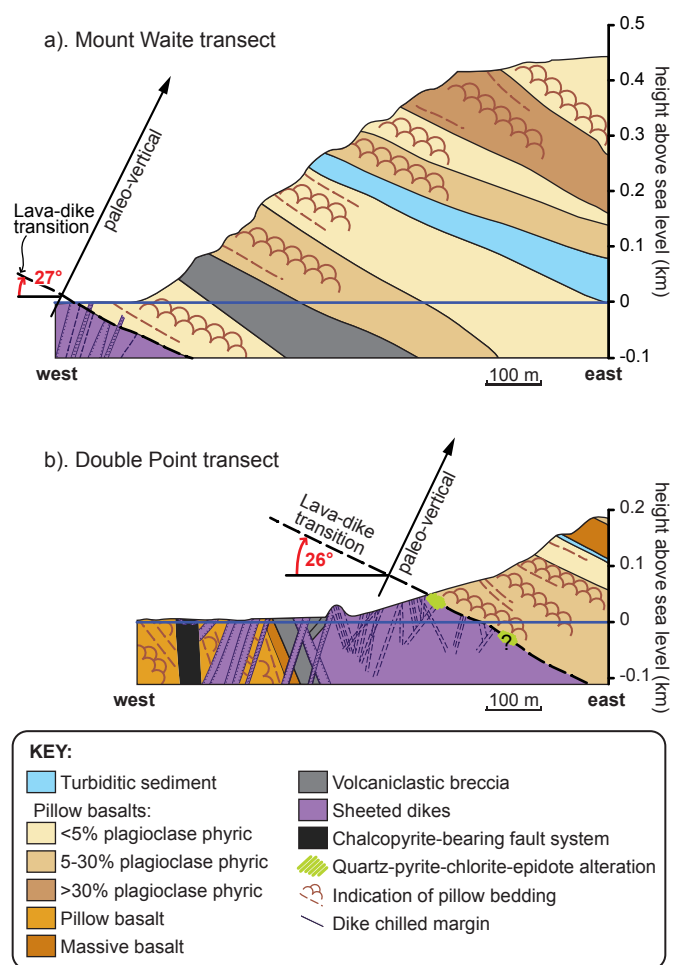 a). Mount Waite transect
0.5
0.4
0.3
0.2
0.1
0
-0.1
height above sea level (km)
paleo-vertical
Lava-dike
transition
27°
west
100 m
east
b). Double Point transect
0.2
0.1
0
-0.1
height above sea level (km)
paleo-vertical
Lava-dike
transition
26°
?
west
100 m
east
KEY:
Turbiditic sediment
Pillow basalts:
<5% plagioclase phyric
5-30% plagioclase phyric
>30% plagioclase phyric
Pillow basalt
Massive basalt
Volcaniclastic breccia
Sheeted dikes
Chalcopyrite-bearing fault system
Quartz-pyrite-chlorite-epidote alteration
Indication of pillow bedding
Dike chilled margin